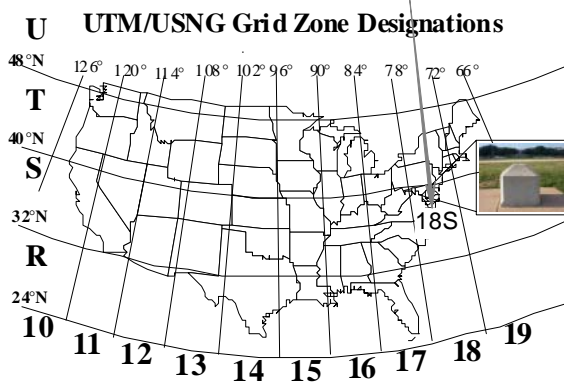 UTM/USNG Grid Zone Designations
U
48°N
126° 120° 114° 108° 102° 96° 90° 84° 78° 72° 66°
T
40°N
S
18S
32°N
R
24°N
10 11 12 13 14 15 16 17 18 19